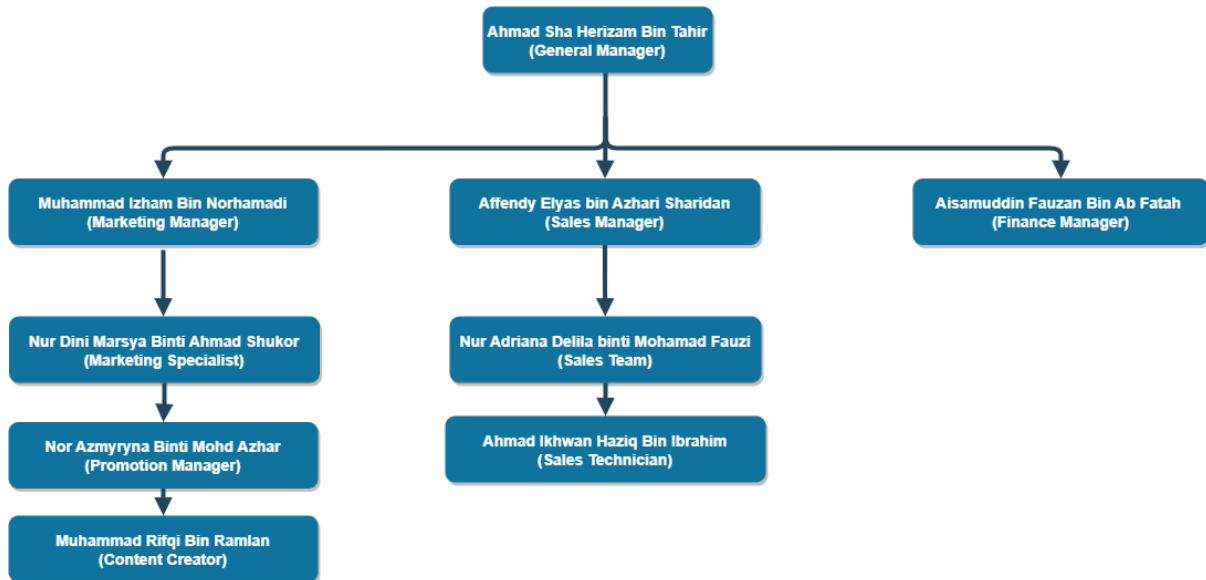 Ahmad Sha Herizam Bin Tahir
(General Manager)
Muhammad Izham Bin Norhamadi
(Marketing Manager)
Affendy Elyas bin Azhari Sharidan
(Sales Manager)
Aisamuddin Fauzan Bin Ab Fatah
(Finance Manager)
Nur Dini Marsya Binti Ahmad Shukor
(Marketing Specialist)
Nur Adriana Delila binti Mohamad Fauzi
(Sales Team)
Nor Azmyryna Binti Mohd Azhar
(Promotion Manager)
Ahmad Ikhwan Haziq Bin Ibrahim
(Sales Technician)
Muhammad Rifqi Bin Ramlan
(Content Creator)